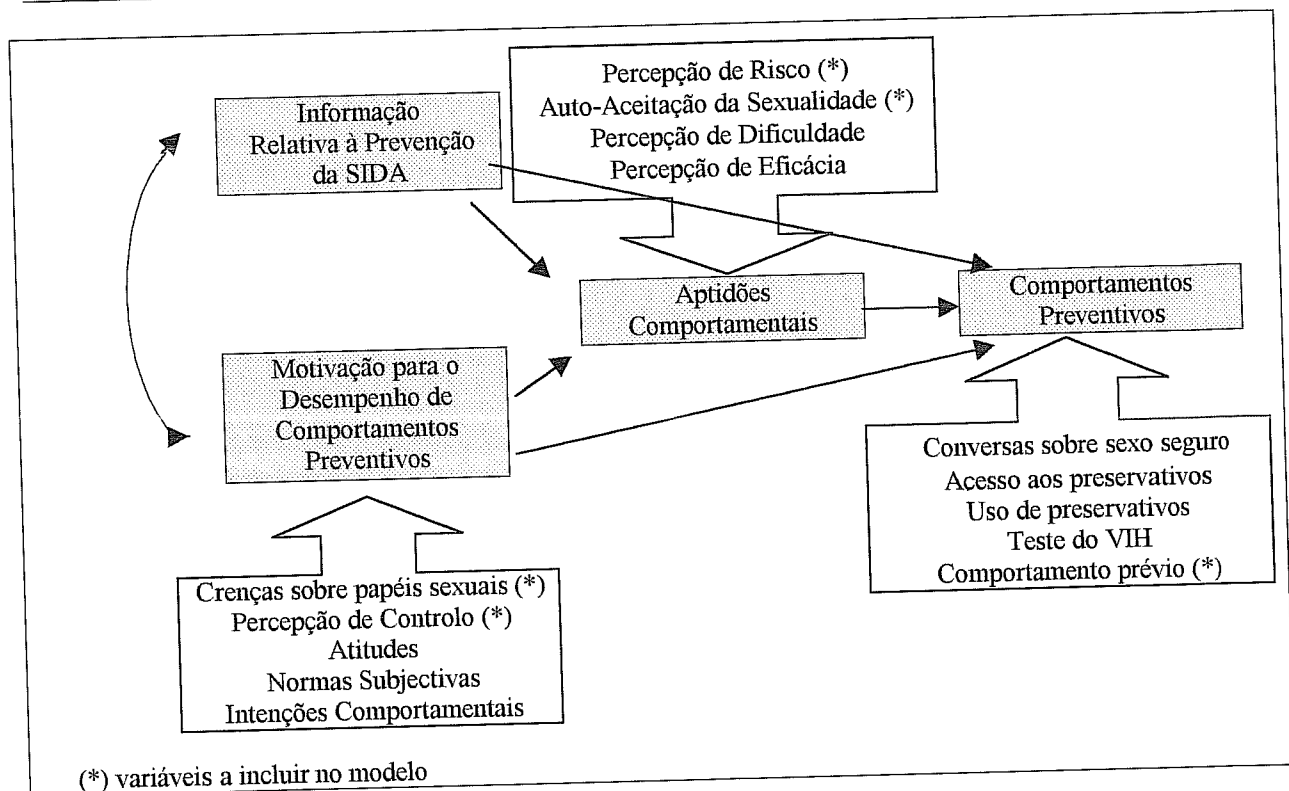 Percepção de Risco (*)
Auto-Aceitação da Sexualidade (*)
Percepção de Dificuldade
Percepção de Eficácia
Informação
Relativa à Prevenção
da SIDA
Aptidões
Comportamentais
Comportamentos
Preventivos
Motivação para o
Desempenho de
Comportamentos
Preventivos
Conversas sobre sexo seguro
Acesso aos preservativos
Uso de preservativos
Teste do VIH
Comportamento prévio (*)
Crenças sobre papéis sexuais (*)
Percepção de Controlo (*)
Atitudes
Normas Subjectivas
Intenções Comportamentais
(*) variáveis a incluir no modelo